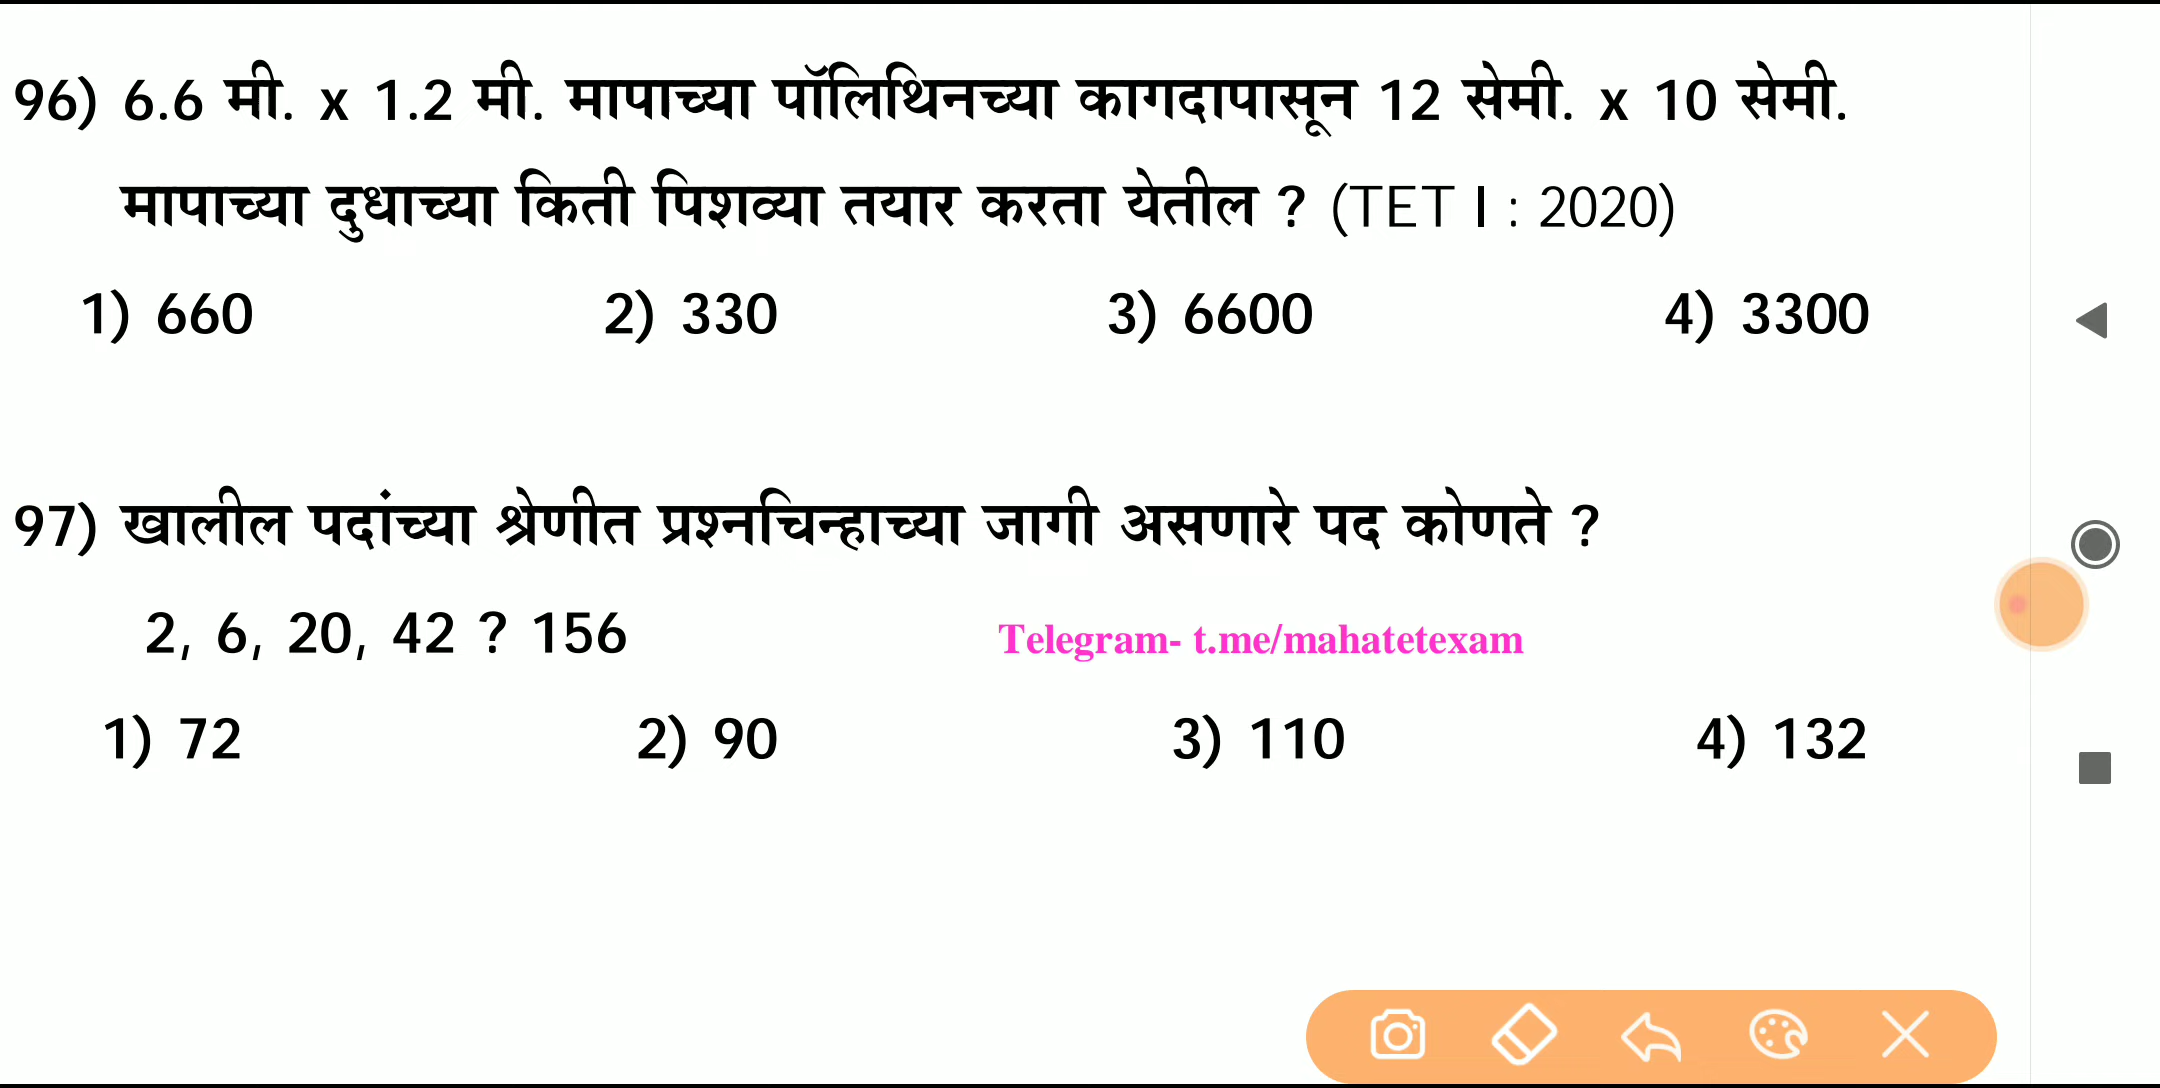 96) 6.6 मी. x 1.2 मी. मापाच्या पॉलिथिनच्या कागदापासून 12 सेमी. x 10 सेमी.
मापाच्या दुधाच्या किती पिशव्या तयार करता येतील ? (TET I : 2020)
1) 660 2) 330 3) 6600 4) 3300
97) खालील पदांच्या श्रेणीत प्रश्नचिन्हाच्या जागी असणारे पद कोणते ?
2, 6, 20, 42 ? 156 Telegram- t.me/mahatetexam
1) 72 2) 90 3) 110 4) 132